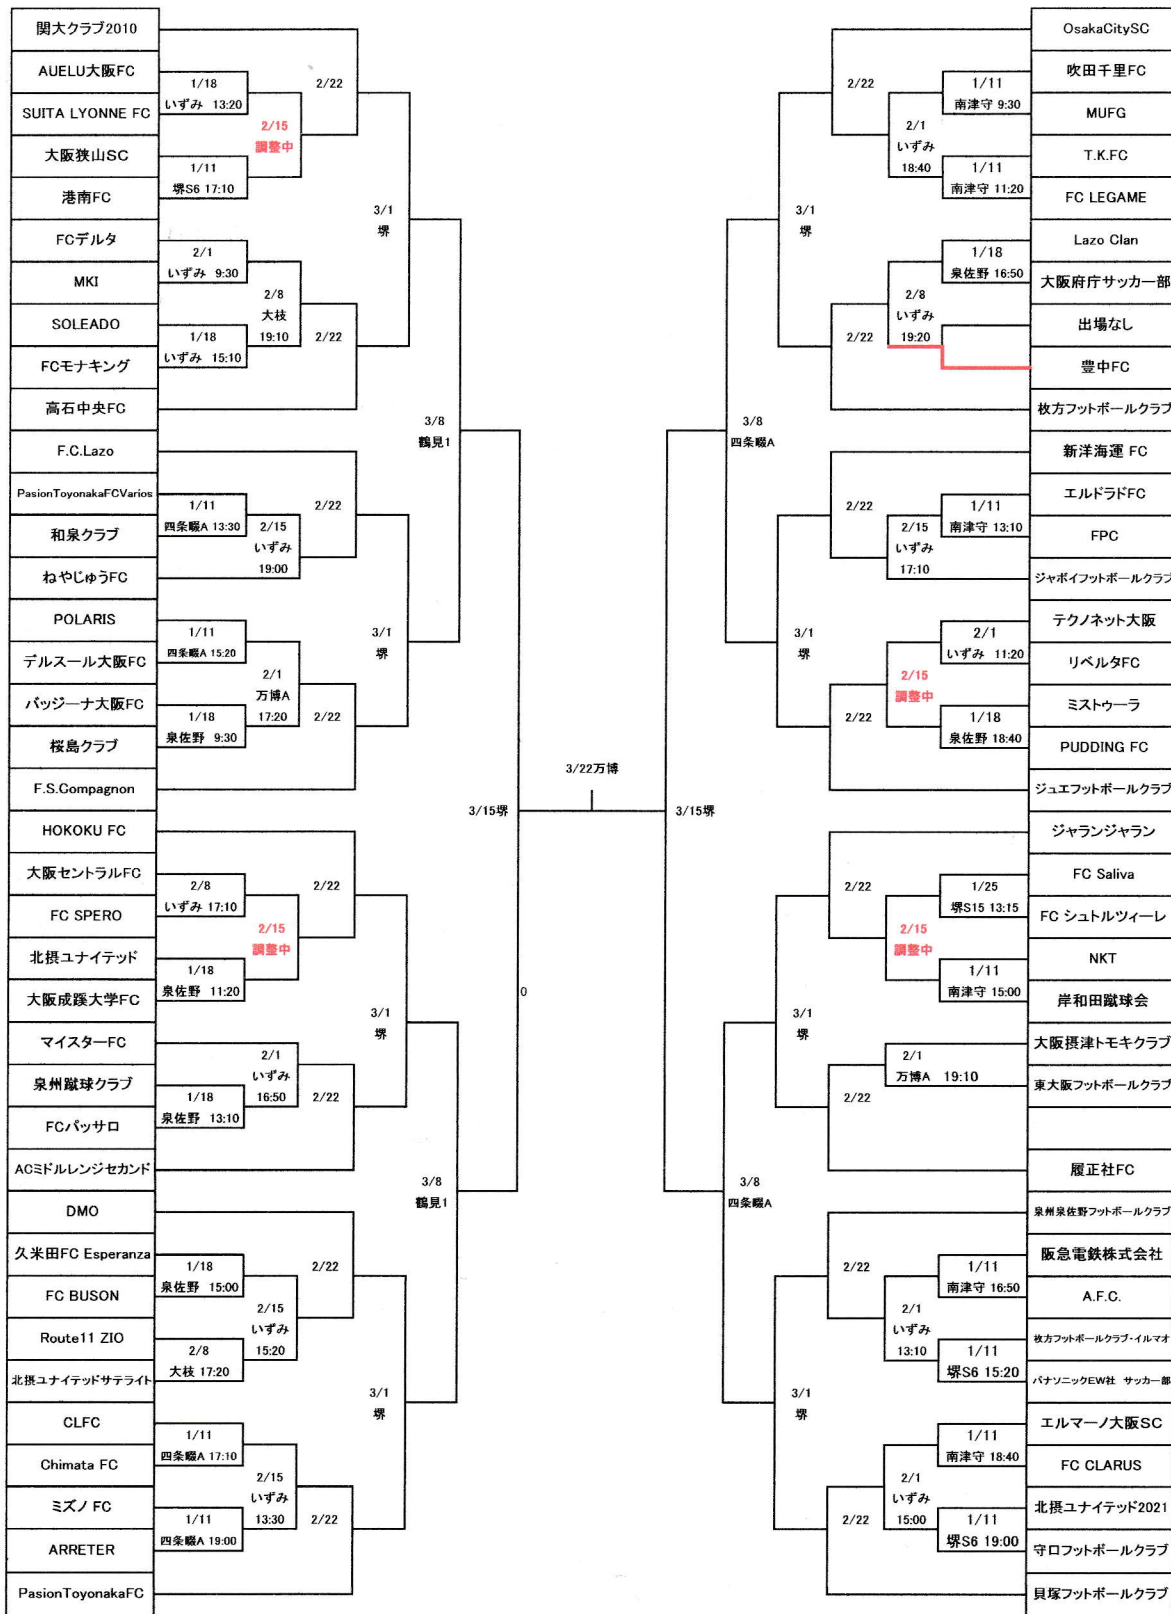 関大クラブ2010
AUELU大阪FC
SUITA LYONNE FC
大阪狭山SC
港南FC
FCデルタ
MKI
SOLEADO
FCモナキング
高石中央FC
F.C.Lazo
PasionToyonakaFCVarios
和泉クラブ
ねやじゅうFC
POLARIS
デルスール大阪FC
バッジーナ大阪FC
桜島クラブ
F.S.Compagnon
HOKOKU FC
大阪セントラルFC
FC SPERO
北摂ユナイテッド
大阪成蹊大学FC
マイスターFC
泉州蹴球クラブ
FCパッサロ
ACミドルレンジセカンド
DMO
久米田FC Esperanza
FC BUSON
Route11 ZIO
北摂ユナイテッドサテライト
CLFC
Chimata FC
ミズノ FC
ARRETER
PasionToyonakaFC
1/18
いずみ 13:20
1/11
堺S6 17:10
2/1
いずみ 9:30
1/18
いずみ 15:10
1/11
四条畷A 13:30
1/11
四条畷A 15:20
1/18
泉佐野 9:30
2/8
いずみ 17:10
1/18
泉佐野 11:20
1/18
泉佐野 13:10
1/18
泉佐野 15:00
2/8
大枝 17:20
1/11
四条畷A 17:10
1/11
四条畷A 19:00
2/15
調整中
2/8
大枝
19:10
2/15
いずみ
19:00
2/1
万博A
17:20
2/15
調整中
2/1
いずみ
16:50
2/15
いずみ
15:20
2/15
いずみ
13:30
2/22
2/22
2/22
2/22
2/22
2/22
2/22
2/22
3/1
堺
3/1
堺
3/1
堺
3/1
堺
3/8
鶴見1
3/8
鶴見1
3/15堺
0
3/22万博
3/15堺
3/8
四条畷A
3/8
四条畷A
3/1
堺
3/1
堺
3/1
堺
3/1
堺
2/22
2/22
2/22
2/22
2/22
2/22
2/22
2/22
2/1
いずみ
18:40
2/8
いずみ
19:20
2/15
いずみ
17:10
2/15
調整中
2/15
調整中
2/1
万博A 19:10
2/1
いずみ
13:10
2/1
いずみ
15:00
1/11
南津守 9:30
1/11
南津守 11:20
1/18
泉佐野 16:50
1/11
南津守 13:10
2/1
いずみ 11:20
1/18
泉佐野 18:40
1/25
堺S15 13:15
1/11
南津守 15:00
1/11
南津守 16:50
1/11
堺S6 15:20
1/11
南津守 18:40
1/11
堺S6 19:00
OsakaCitySC
吹田千里FC
MUFG
T.K.FC
FC LEGAME
Lazo Clan
大阪府庁サッカー部
出場なし
豊中FC
枚方フットボールクラブ
新洋海運 FC
エルドラドFC
FPC
ジャボイフットボールクラブ
テクノネット大阪
リベルタFC
ミストゥーラ
PUDDING FC
ジュエフットボールクラブ
ジャランジャラン
FC Saliva
FC シュトルツィーレ
NKT
岸和田蹴球会
大阪摂津トモキクラブ
東大阪フットボールクラブ
履正社FC
泉州泉佐野フットボールクラブ
阪急電鉄株式会社
A.F.C.
枚方フットボールクラブ・イルマオ
パナソニックEW社 サッカー部
エルマーノ大阪SC
FC CLARUS
北摂ユナイテッド2021
守口フットボールクラブ
貝塚フットボールクラブ